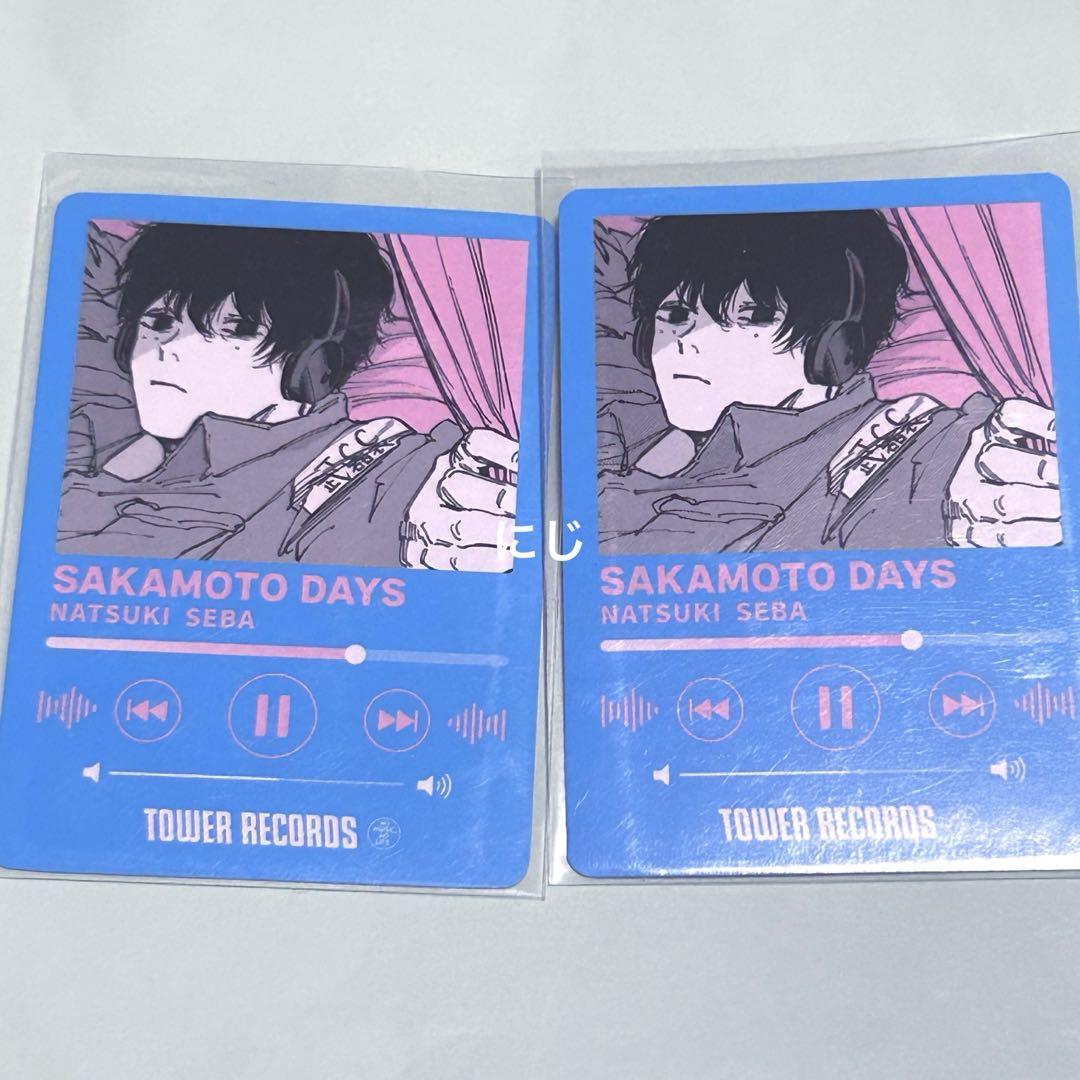 SAKAMOTO DAYS
NATSUKI SEBA
TOWER RECORDS
SAKAMOTO DAYS
NATSUKI SEBA
TOWER RECORDS
にじ